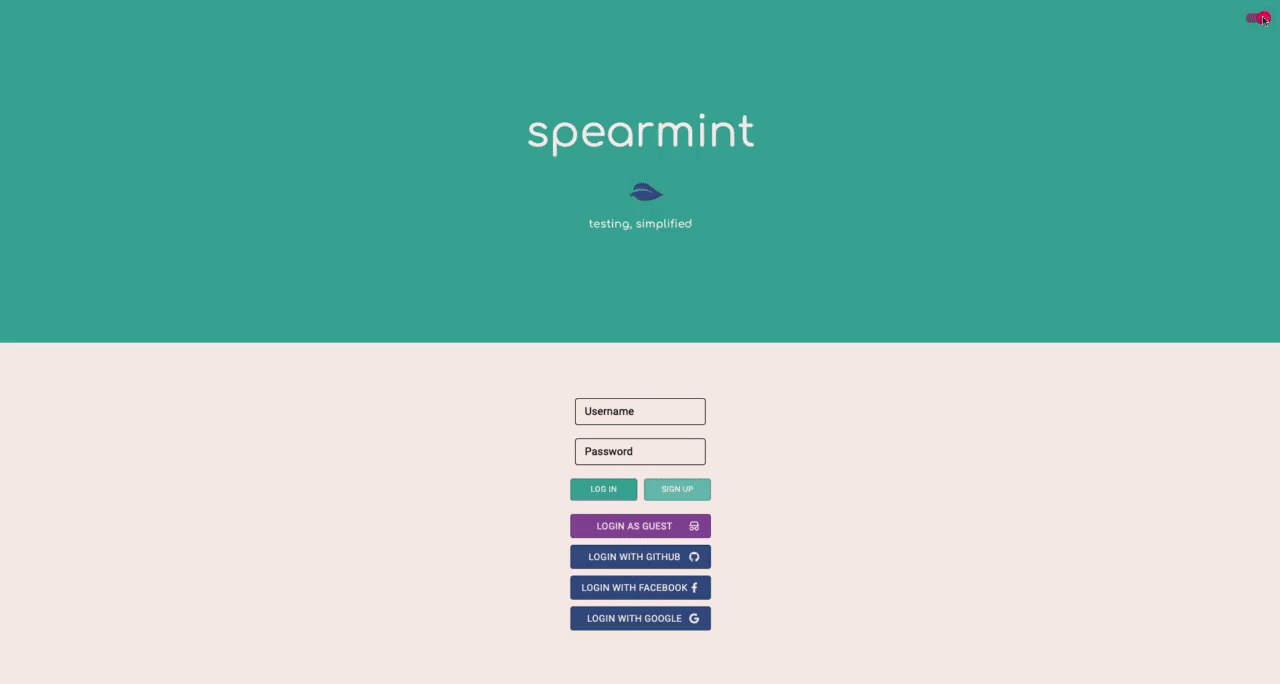 spearmint
testing, simplified
Username
Password
LOG IN
SIGN UP
LOGIN AS GUEST
LOGIN WITH GITHUB
LOGIN WITH FACEBOOK
LOGIN WITH GOOGLE